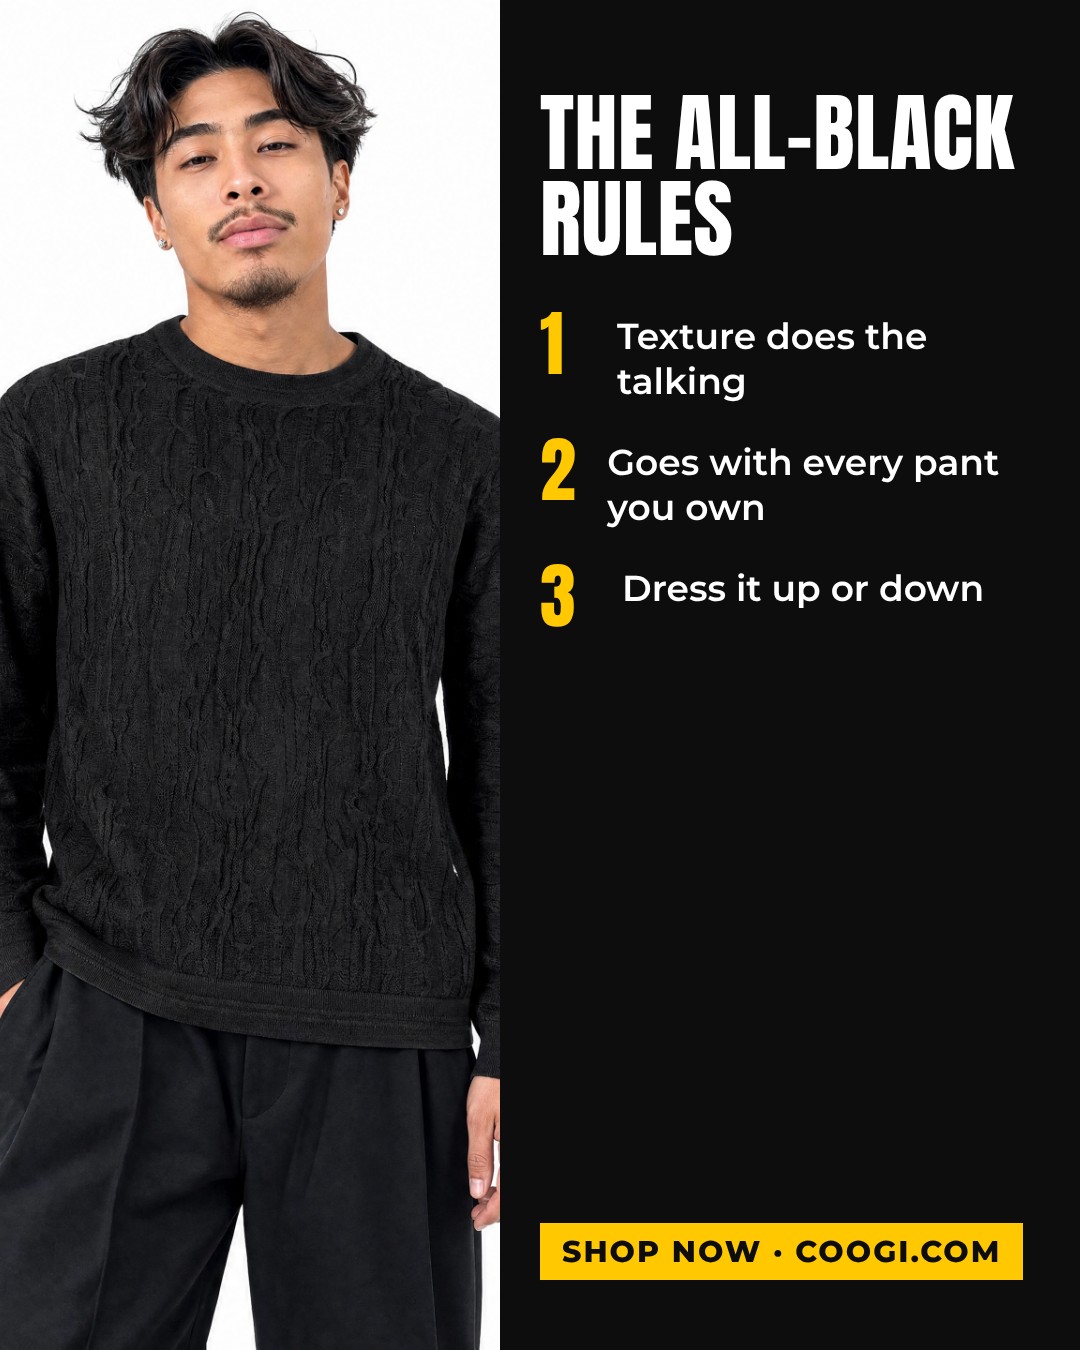 THE ALL-BLACK
RULES
1 Texture does the
talking
2 Goes with every pant
you own
3 Dress it up or down
SHOP NOW • COOGI.COM